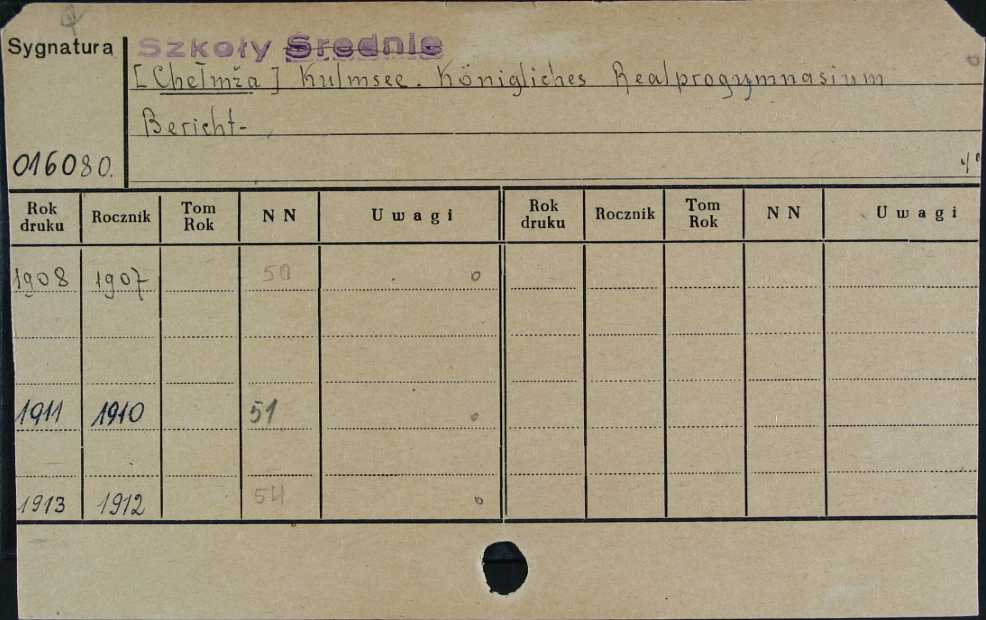 Sygnatura
Szkoły Średnie
[Chełmża] Kulmsee. Königliches Realprogymnasium
Bericht-
016080.
4°
Rok druku Rocznik Tom Rok NN Uwagi Rok druku Rocznik Tom Rok NN Uwagi
1908 1907 50 o
1911 1910 51 o
1913 1912 54 o